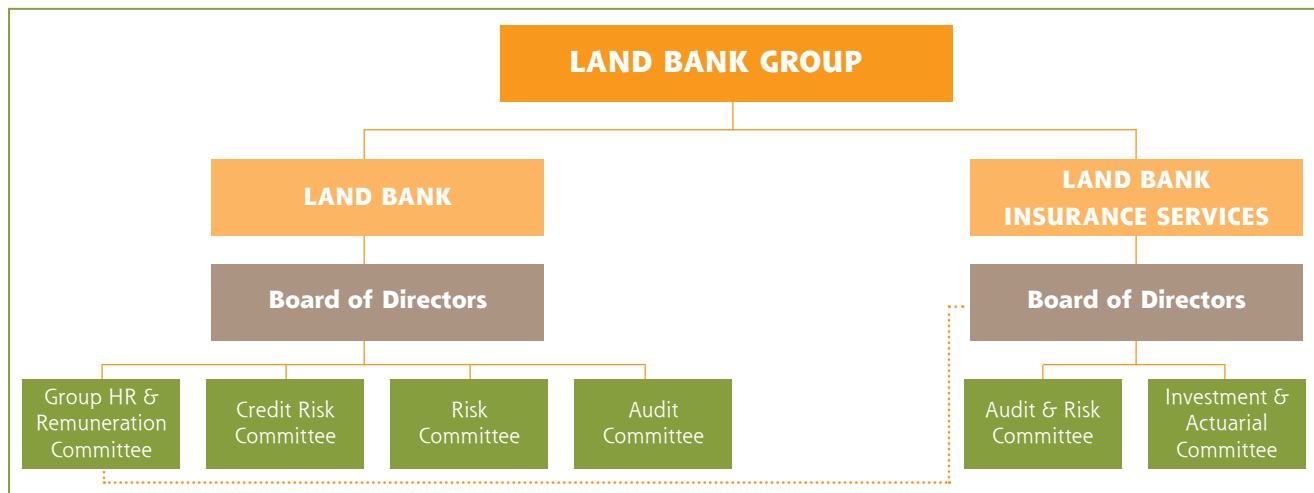 LAND BANK GROUP
LAND BANK
LAND BANK
INSURANCE SERVICES
Board of Directors
Board of Directors
Group HR &
Remuneration
Committee
Credit Risk
Committee
Risk
Committee
Audit
Committee
Audit & Risk
Committee
Investment &
Actuarial
Committee